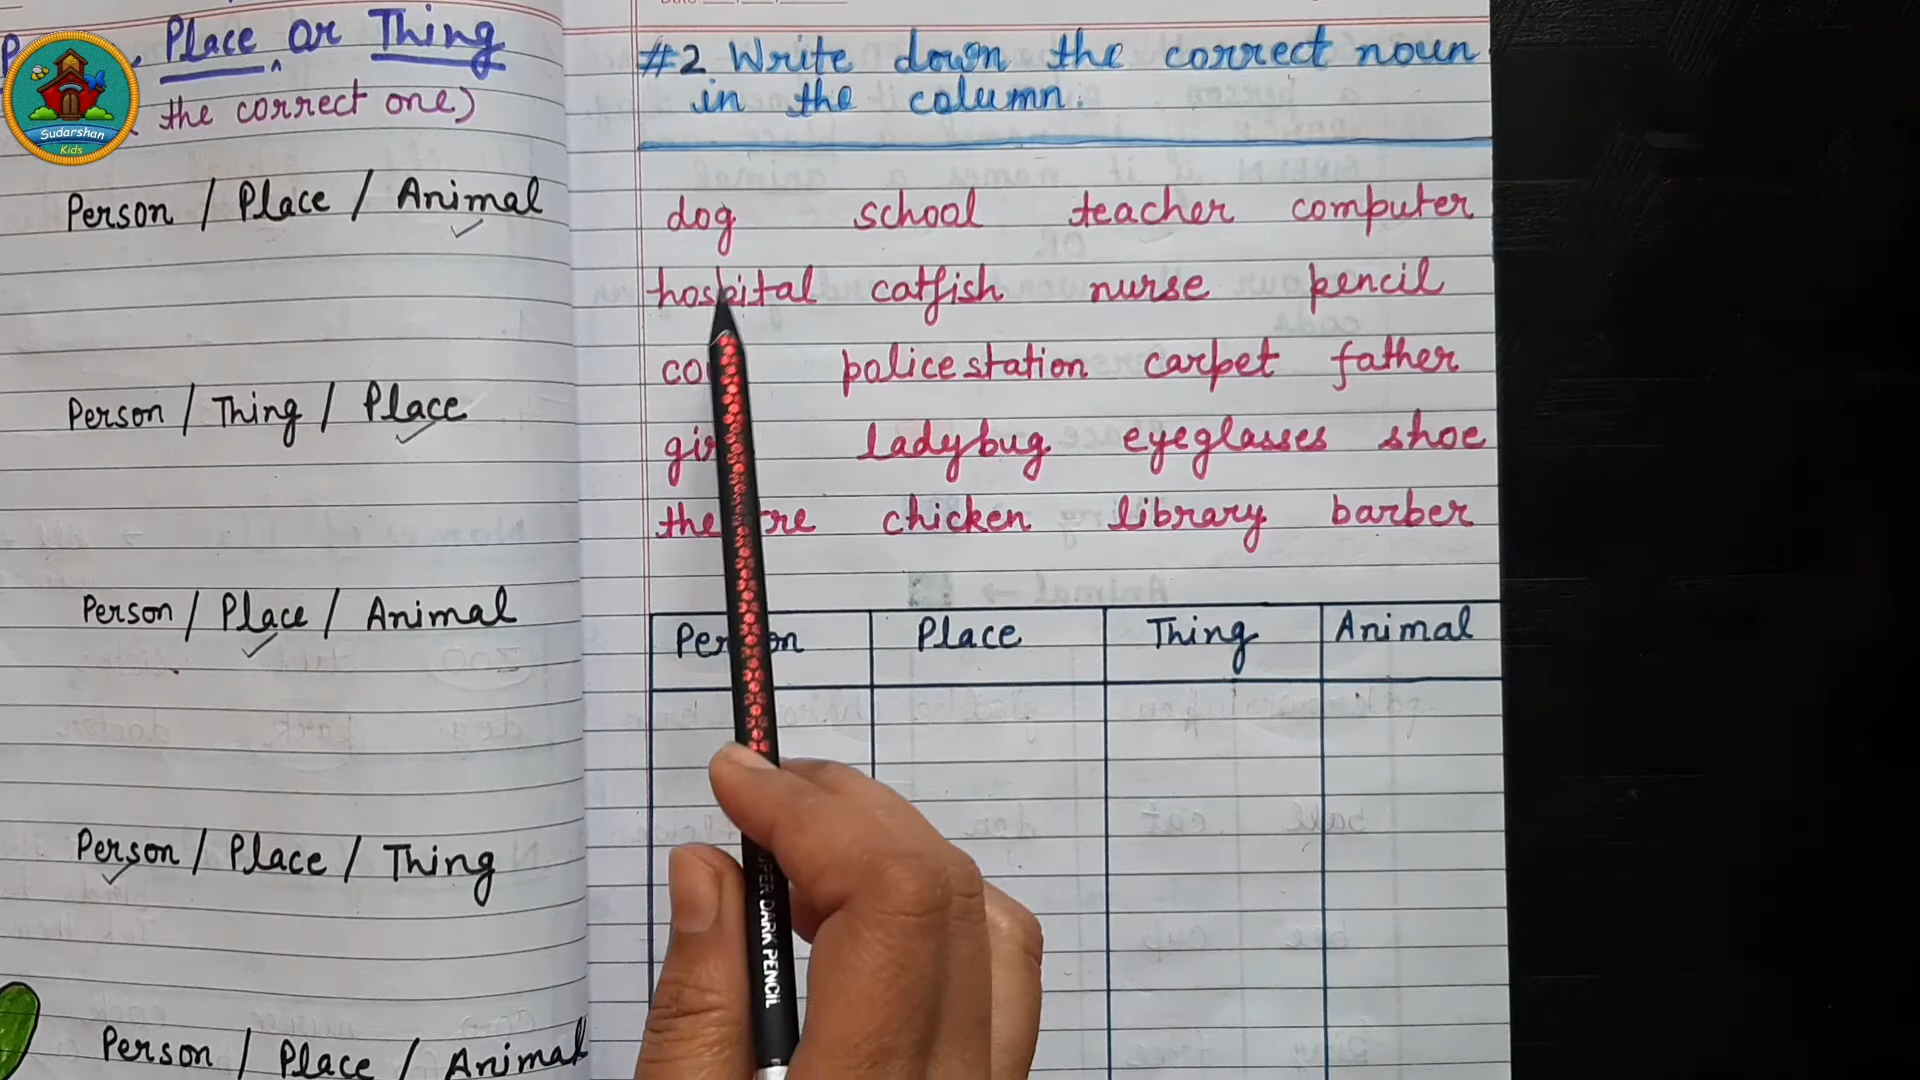 Place or Thing
the correct one)
Sudarshan
Kids
Person / Place / Animal
Person / Thing / Place
Person / Place / Animal
Person / Place / Thing
Person / Place / Animal
#2 Write down the correct noun
in the column.
dog school teacher computer
hospital catfish nurse pencil
policestation carpet father
ladybug eyeglasses shoe
chicken library barber
Person Place Thing Animal
SUPER DARK PENCIL